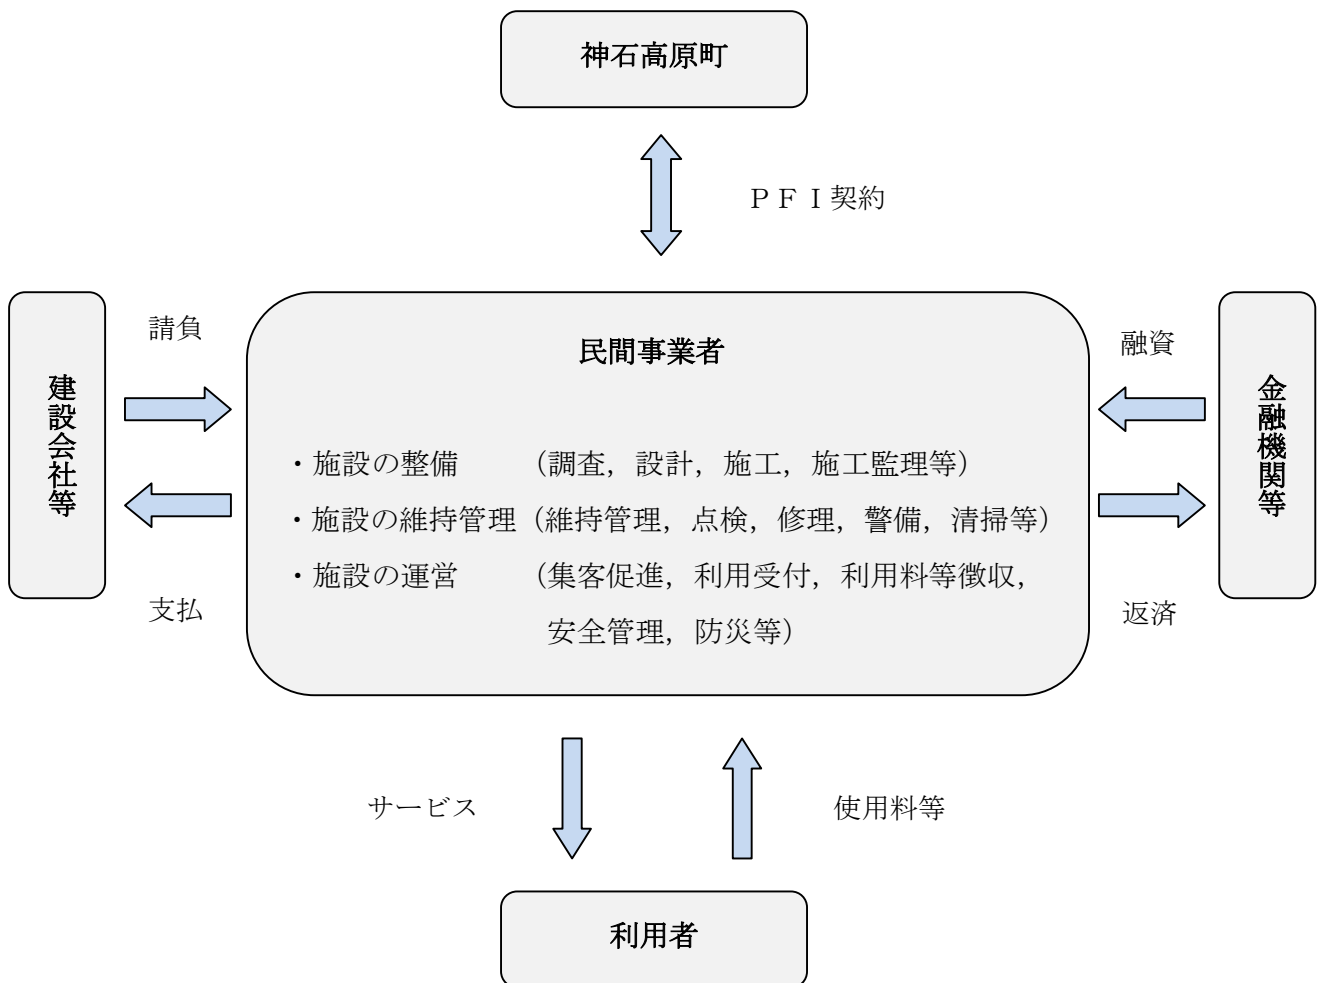 神石高原町
ＰＦＩ契約
請負
民間事業者
融資
建設会社等
金融機関等
・施設の整備　　（調査，設計，施工，施工監理等）
・施設の維持管理（維持管理，点検，修理，警備，清掃等）
・施設の運営　　（集客促進，利用受付，利用料等徴収，
安全管理，防災等）
支払
返済
サービス
使用料等
利用者